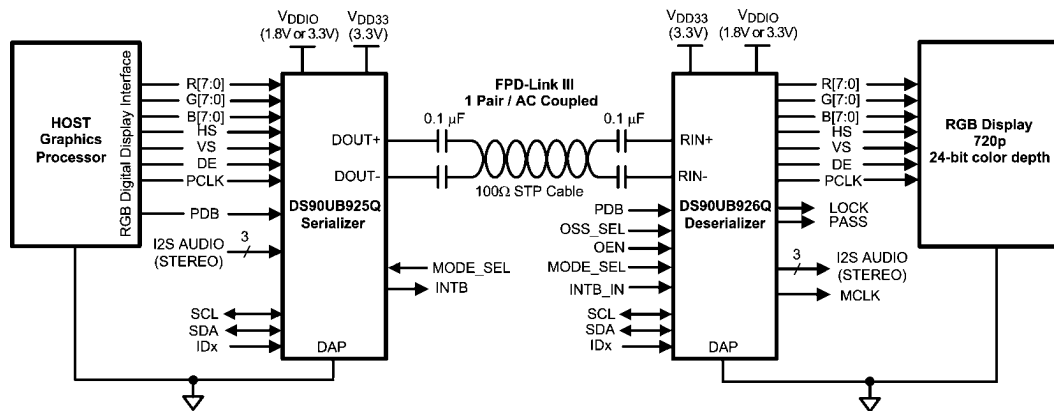 VDDIO
(1.8V or 3.3V)
VDD33
(3.3V)
VDD33
(3.3V)
VDDIO
(1.8V or 3.3V)
HOST
Graphics
Processor
RGB Digital Display Interface
R[7:0]
G[7:0]
B[7:0]
HS
VS
DE
PCLK
PDB
I2S AUDIO
(STEREO)
3
SCL
SDA
IDx
DOUT+
DOUT-
DS90UB925Q
Serializer
DAP
MODE_SEL
INTB
FPD-Link III
1 Pair / AC Coupled
0.1 µF
0.1 µF
100Ω STP Cable
PDB
OSS_SEL
OEN
MODE_SEL
INTB_IN
SCL
SDA
IDx
RIN+
RIN-
DS90UB926Q
Deserializer
DAP
R[7:0]
G[7:0]
B[7:0]
HS
VS
DE
PCLK
LOCK
PASS
3
I2S AUDIO
(STEREO)
MCLK
RGB Display
720p
24-bit color depth